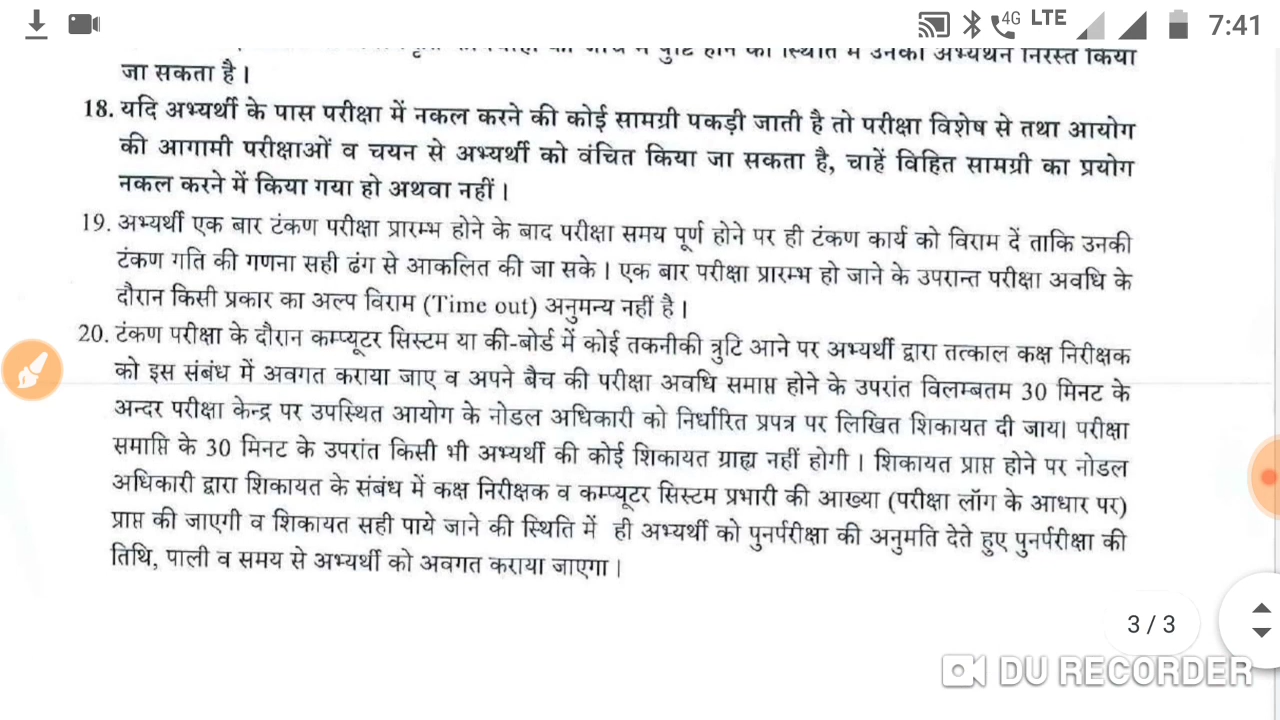 4G LTE 7:41
अभ्यर्थन निरस्त किया
जा सकता है।
18. यदि अभ्यर्थी के पास परीक्षा में नकल करने की कोई सामग्री पकड़ी जाती है तो परीक्षा विशेष से तथा आयोग
की आगामी परीक्षाओं व चयन से अभ्यर्थी को वंचित किया जा सकता है, चाहें विहित सामग्री का प्रयोग
नकल करने में किया गया हो अथवा नहीं।
19. अभ्यर्थी एक बार टंकण परीक्षा प्रारम्भ होने के बाद परीक्षा समय पूर्ण होने पर ही टंकण कार्य को विराम दें ताकि उनकी
टंकण गति की गणना सही ढंग से आकलित की जा सके। एक बार परीक्षा प्रारम्भ हो जाने के उपरान्त परीक्षा अवधि के
दौरान किसी प्रकार का अल्प विराम (Time out) अनुमन्य नहीं है।
20. टंकण परीक्षा के दौरान कम्प्यूटर सिस्टम या की-बोर्ड में कोई तकनीकी त्रुटि आने पर अभ्यर्थी द्वारा तत्काल कक्ष निरीक्षक
को इस संबंध में अवगत कराया जाए व अपने बैच की परीक्षा अवधि समाप्त होने के उपरांत विलम्बतम 30 मिनट के
अन्दर परीक्षा केन्द्र पर उपस्थित आयोग के नोडल अधिकारी को निर्धारित प्रपत्र पर लिखित शिकायत दी जाय। परीक्षा
समाप्ति के 30 मिनट के उपरांत किसी भी अभ्यर्थी की कोई शिकायत ग्राह्य नहीं होगी। शिकायत प्राप्त होने पर नोडल
अधिकारी द्वारा शिकायत के संबंध में कक्ष निरीक्षक व कम्प्यूटर सिस्टम प्रभारी की आख्या (परीक्षा लॉग के आधार पर)
प्राप्त की जाएगी व शिकायत सही पाये जाने की स्थिति में ही अभ्यर्थी को पुनर्परीक्षा की अनुमति देते हुए पुनर्परीक्षा की
तिथि, पाली व समय से अभ्यर्थी को अवगत कराया जाएगा।
3 / 3
DU RECORDER